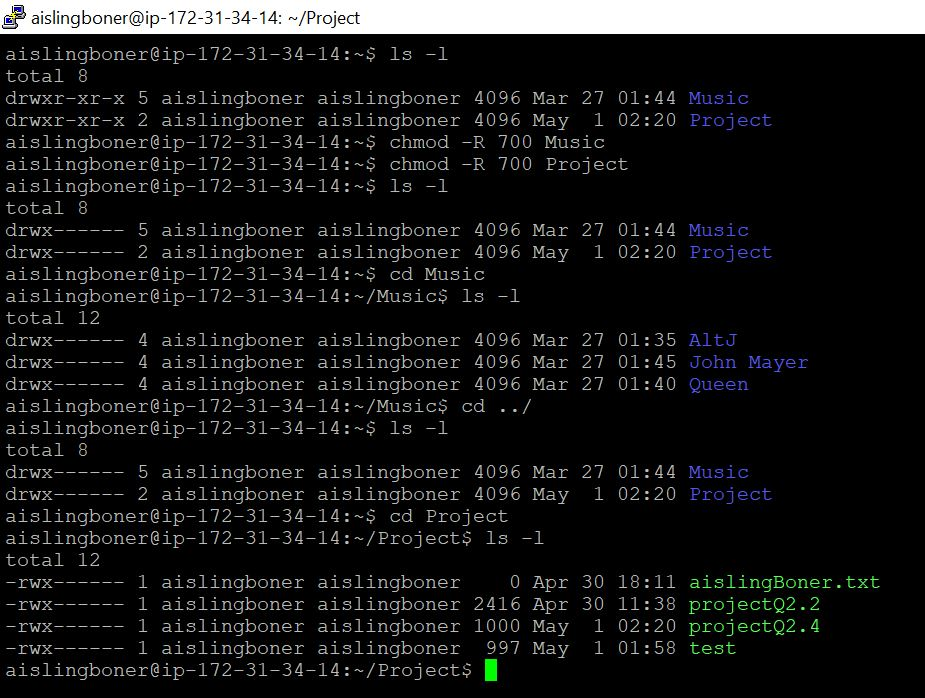 aislingboner@ip-172-31-34-14: ~/Project
aislingboner@ip-172-31-34-14:~$ ls -l
total 8
drwxr-xr-x 5 aislingboner aislingboner 4096 Mar 27 01:44 Music
drwxr-xr-x 2 aislingboner aislingboner 4096 May  1 02:20 Project
aislingboner@ip-172-31-34-14:~$ chmod -R 700 Music
aislingboner@ip-172-31-34-14:~$ chmod -R 700 Project
aislingboner@ip-172-31-34-14:~$ ls -l
total 8
drwx------ 5 aislingboner aislingboner 4096 Mar 27 01:44 Music
drwx------ 2 aislingboner aislingboner 4096 May  1 02:20 Project
aislingboner@ip-172-31-34-14:~$ cd Music
aislingboner@ip-172-31-34-14:~/Music$ ls -l
total 12
drwx------ 4 aislingboner aislingboner 4096 Mar 27 01:35 AltJ
drwx------ 4 aislingboner aislingboner 4096 Mar 27 01:45 John Mayer
drwx------ 4 aislingboner aislingboner 4096 Mar 27 01:40 Queen
aislingboner@ip-172-31-34-14:~/Music$ cd ../
aislingboner@ip-172-31-34-14:~$ ls -l
total 8
drwx------ 5 aislingboner aislingboner 4096 Mar 27 01:44 Music
drwx------ 2 aislingboner aislingboner 4096 May  1 02:20 Project
aislingboner@ip-172-31-34-14:~$ cd Project
aislingboner@ip-172-31-34-14:~/Project$ ls -l
total 12
-rwx------ 1 aislingboner aislingboner    0 Apr 30 18:11 aislingBoner.txt
-rwx------ 1 aislingboner aislingboner 2416 Apr 30 11:38 projectQ2.2
-rwx------ 1 aislingboner aislingboner 1000 May  1 02:20 projectQ2.4
-rwx------ 1 aislingboner aislingboner  997 May  1 01:58 test
aislingboner@ip-172-31-34-14:~/Project$